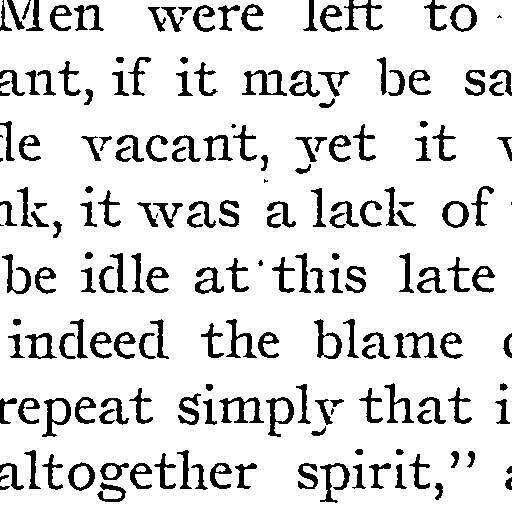 Men were left to
ant, if it may be sa
le vacant, yet it
nk, it was a lack of
be idle at this late
indeed the blame
repeat simply that i
altogether spirit," a